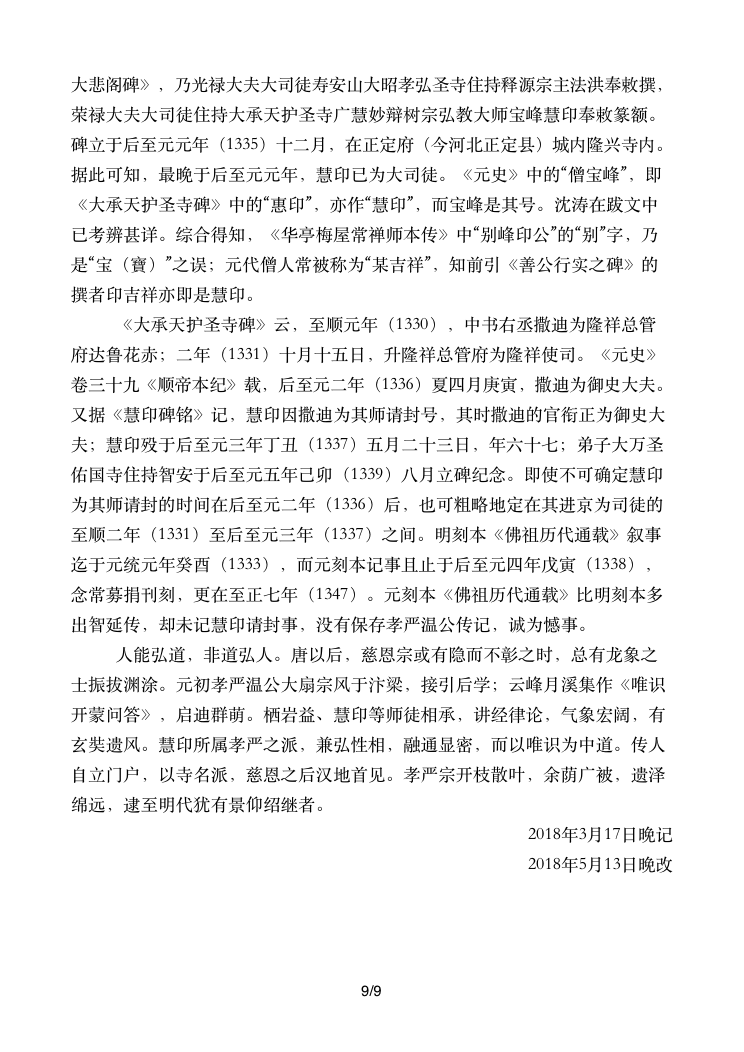 大悲阁碑》，乃光禄大夫大司徒寿安山大昭孝弘圣寺住持释源宗主法洪奉敕撰，
荣禄大夫大司徒住持大承天护圣寺广慧妙辩树宗弘教大师宝峰慧印奉敕篆额。
碑立于后至元元年（1335）十二月，在正定府（今河北正定县）城内隆兴寺内。
据此可知，最晚于后至元元年，慧印已为大司徒。《元史》中的“僧宝峰”，即
《大承天护圣寺碑》中的“惠印”，亦作“慧印”，而宝峰是其号。沈涛在跋文中
已考辨甚详。综合得知，《华亭梅屋常禅师本传》中“别峰印公”的“别”字，乃
是“宝（寶）”之误；元代僧人常被称为“某吉祥”，知前引《善公行实之碑》的
撰者印吉祥亦即是慧印。
《大承天护圣寺碑》云，至顺元年（1330），中书右丞撒迪为隆祥总管
府达鲁花赤；二年（1331）十月十五日，升隆祥总管府为隆祥使司。《元史》
卷三十九《顺帝本纪》载，后至元二年（1336）夏四月庚寅，撒迪为御史大夫。
又据《慧印碑铭》记，慧印因撒迪为其师请封号，其时撒迪的官衔正为御史大
夫；慧印殁于后至元三年丁丑（1337）五月二十三日，年六十七；弟子大万圣
佑国寺住持智安于后至元五年己卯（1339）八月立碑纪念。即使不可确定慧印
为其师请封的时间在后至元二年（1336）后，也可粗略地定在其进京为司徒的
至顺二年（1331）至后至元三年（1337）之间。明刻本《佛祖历代通载》叙事
迄于元统元年癸酉（1333），而元刻本记事且止于后至元四年戊寅（1338），
念常募捐刊刻，更在至正七年（1347）。元刻本《佛祖历代通载》比明刻本多
出智延传，却未记慧印请封事，没有保存孝严温公传记，诚为憾事。
人能弘道，非道弘人。唐以后，慈恩宗或有隐而不彰之时，总有龙象之
士振拔渊涂。元初孝严温公大扇宗风于汴梁，接引后学；云峰月溪集作《唯识
开蒙问答》，启迪群萌。栖岩益、慧印等师徒相承，讲经律论，气象宏阔，有
玄奘遗风。慧印所属孝严之派，兼弘性相，融通显密，而以唯识为中道。传人
自立门户，以寺名派，慈恩之后汉地首见。孝严宗开枝散叶，余荫广被，遗泽
绵远，逮至明代犹有景仰绍继者。
2018年3月17日晚记
2018年5月13日晚改
9/9